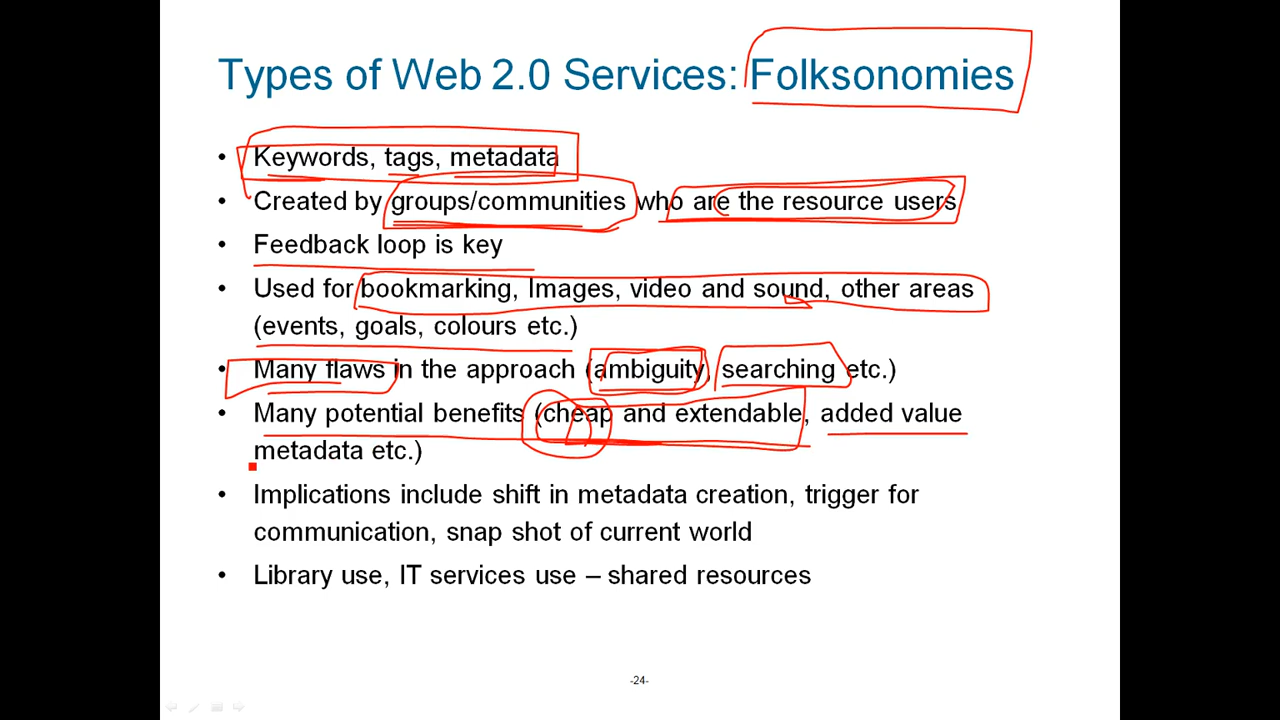 Types of Web 2.0 Services: Folksonomies
• Keywords, tags, metadata
• Created by groups/communities who are the resource users
• Feedback loop is key
• Used for bookmarking, Images, video and sound, other areas
(events, goals, colours etc.)
• Many flaws in the approach (ambiguity, searching etc.)
• Many potential benefits (cheap and extendable, added value
metadata etc.)
• Implications include shift in metadata creation, trigger for
communication, snap shot of current world
• Library use, IT services use – shared resources
-24-